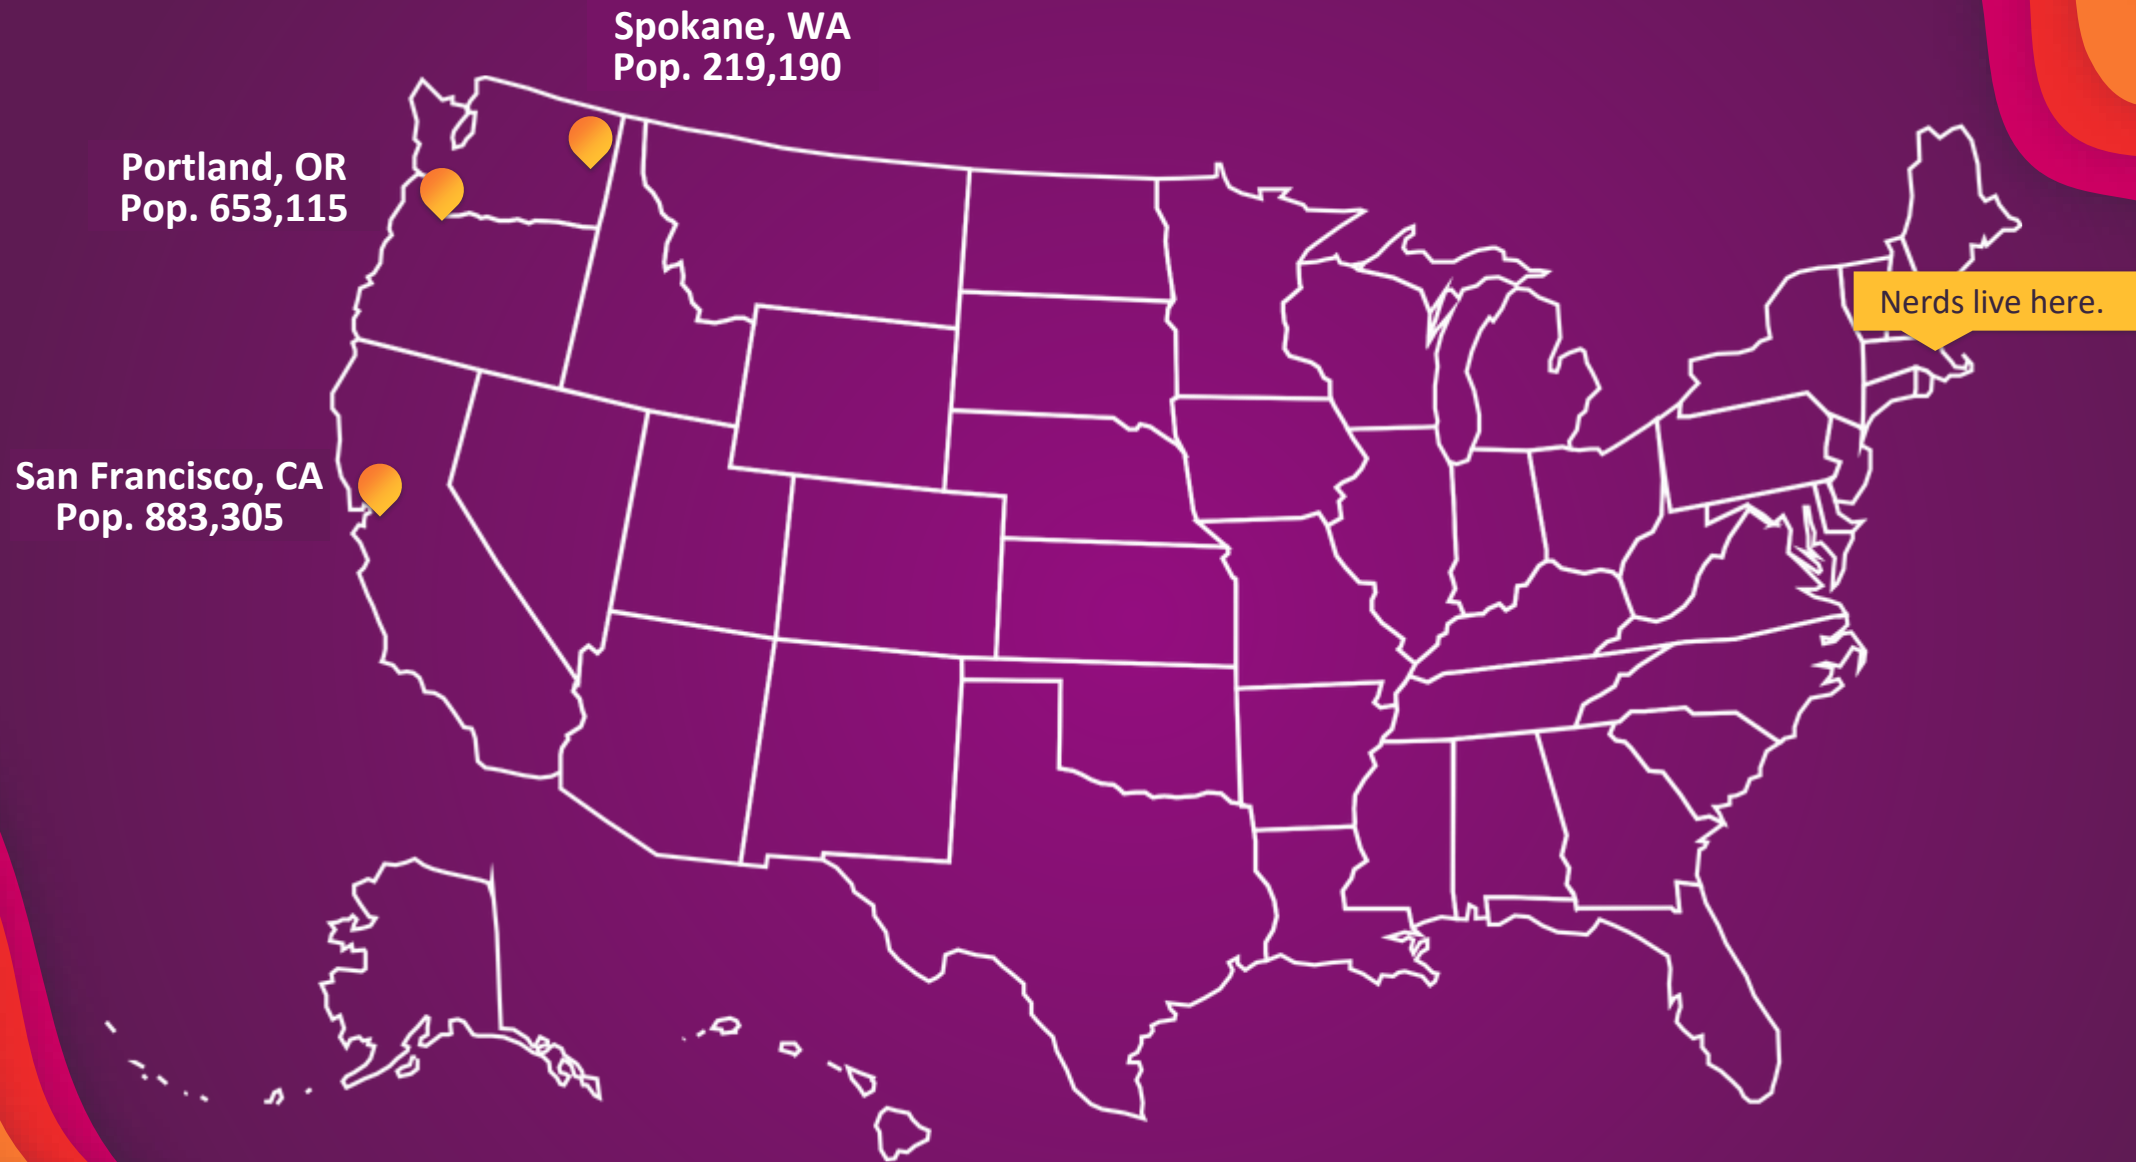 Spokane, WA
Pop. 219,190
Portland, OR
Pop. 653,115
Nerds live here.
San Francisco, CA
Pop. 883,305